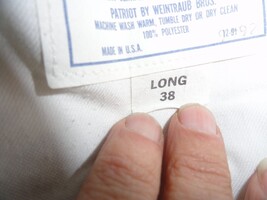 PATRIOT BY WEINTRAUB BROS.
MACHINE WASH WARM, TUMBLE DRY OR DRY CLEAN
100% POLYESTER
MADE IN U.S.A.
LONG
38